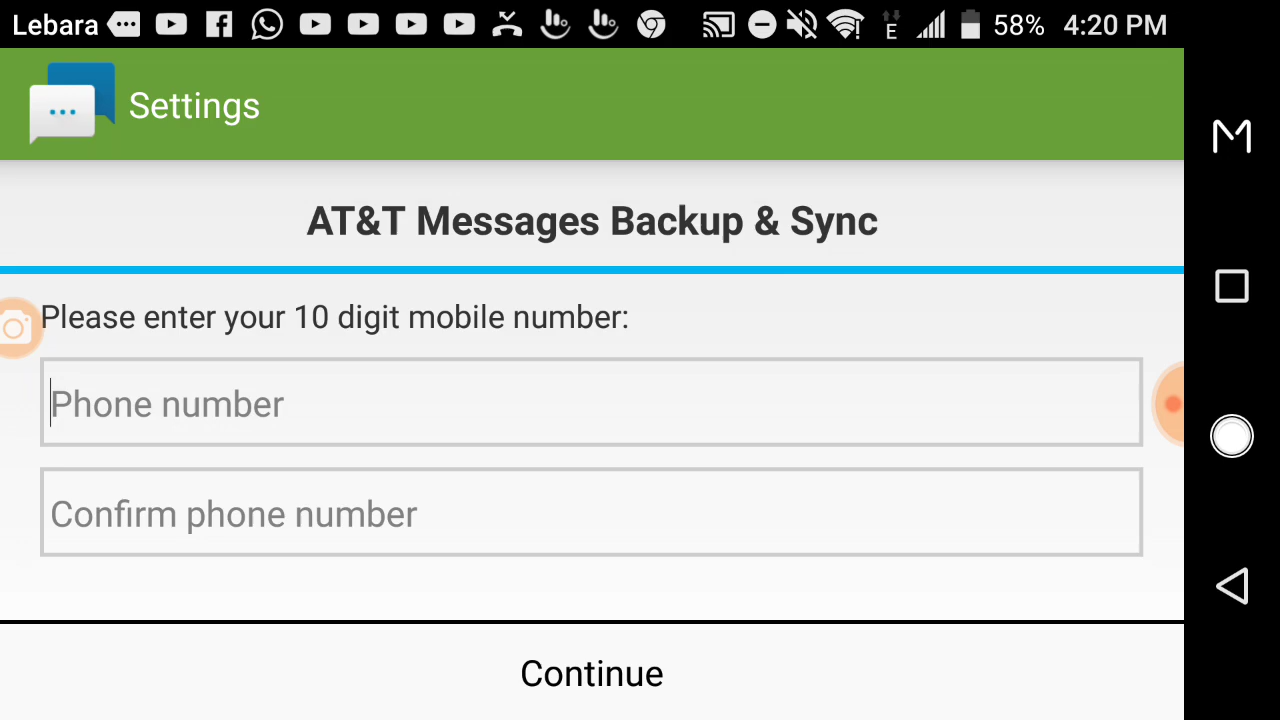 Lebara 58% 4:20 PM
E
Settings
AT&T Messages Backup & Sync
Please enter your 10 digit mobile number:
Phone number
Confirm phone number
Continue